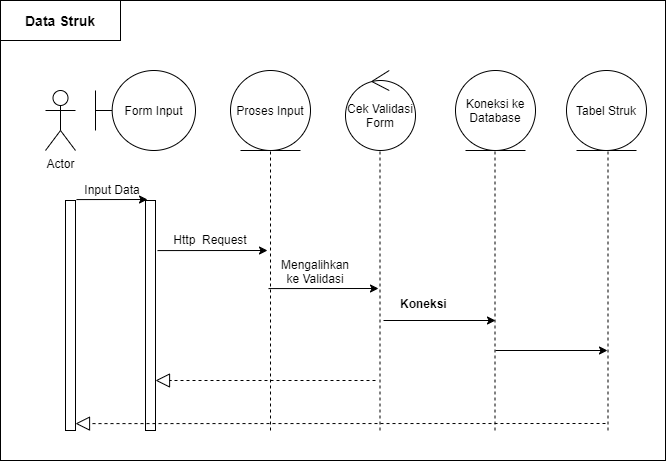 Data Struk
Actor
Form Input
Proses Input
Cek Validasi
Form
Koneksi ke
Database
Tabel Struk
Input Data
Http Request
Mengalihkan
ke Validasi
Koneksi